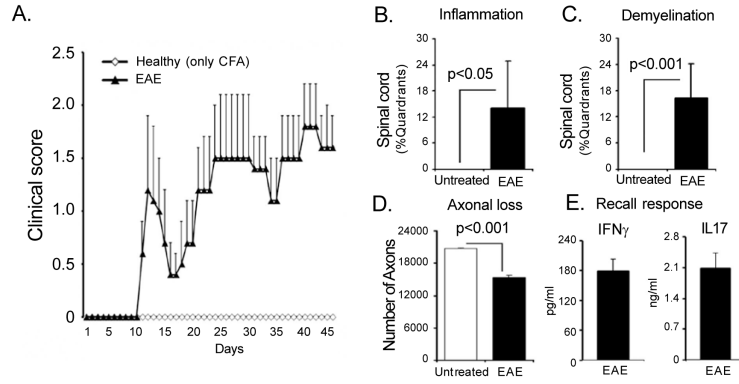 A.
Healthy (only CFA)
EAE
Clinical score
2.5
2.0
1.5
1.0
0.5
0
1 5 10 15 20 25 30 35 40 45
Days
B.
Inflammation
Spinal cord
(%Quardrants)
30
24
18
12
6
0
p<0.05
Untreated EAE
C.
Demyelination
Spinal cord
(%Quardrants)
30
24
18
12
6
0
p<0.001
Untreated EAE
D.
Axonal loss
p<0.001
Number of Axons
24000
18000
12000
6000
0
Untreated EAE
E.
Recall response
IFNγ
pg/ml
240
180
120
60
0
EAE
IL17
ng/ml
2.8
2.1
1.4
0.7
0
EAE